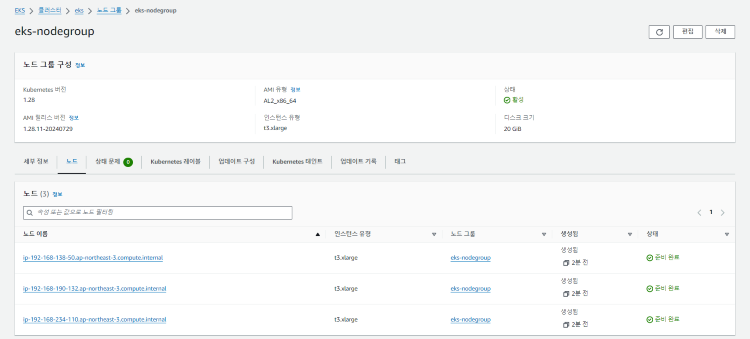 EKS > 클러스터 > eks > 노드 그룹 > eks-nodegroup
eks-nodegroup
편집 삭제
노드 그룹 구성 정보
Kubernetes 버전
1.28
AMI 유형 정보
AL2_x86_64
상태
활성
AMI 릴리스 버전 정보
1.28.11-20240729
인스턴스 유형
t3.xlarge
디스크 크기
20 GiB
세부 정보 노드 상태 문제 0 Kubernetes 레이블 업데이트 구성 Kubernetes 테인트 업데이트 기록 태그
노드 (3) 정보
속성 또는 값으로 노드 필터링
1
노드 이름 인스턴스 유형 노드 그룹 생성됨 상태
ip-192-168-138-50.ap-northeast-3.compute.internal t3.xlarge eks-nodegroup 생성됨 2분 전 준비 완료
ip-192-168-190-132.ap-northeast-3.compute.internal t3.xlarge eks-nodegroup 생성됨 2분 전 준비 완료
ip-192-168-234-110.ap-northeast-3.compute.internal t3.xlarge eks-nodegroup 생성됨 2분 전 준비 완료